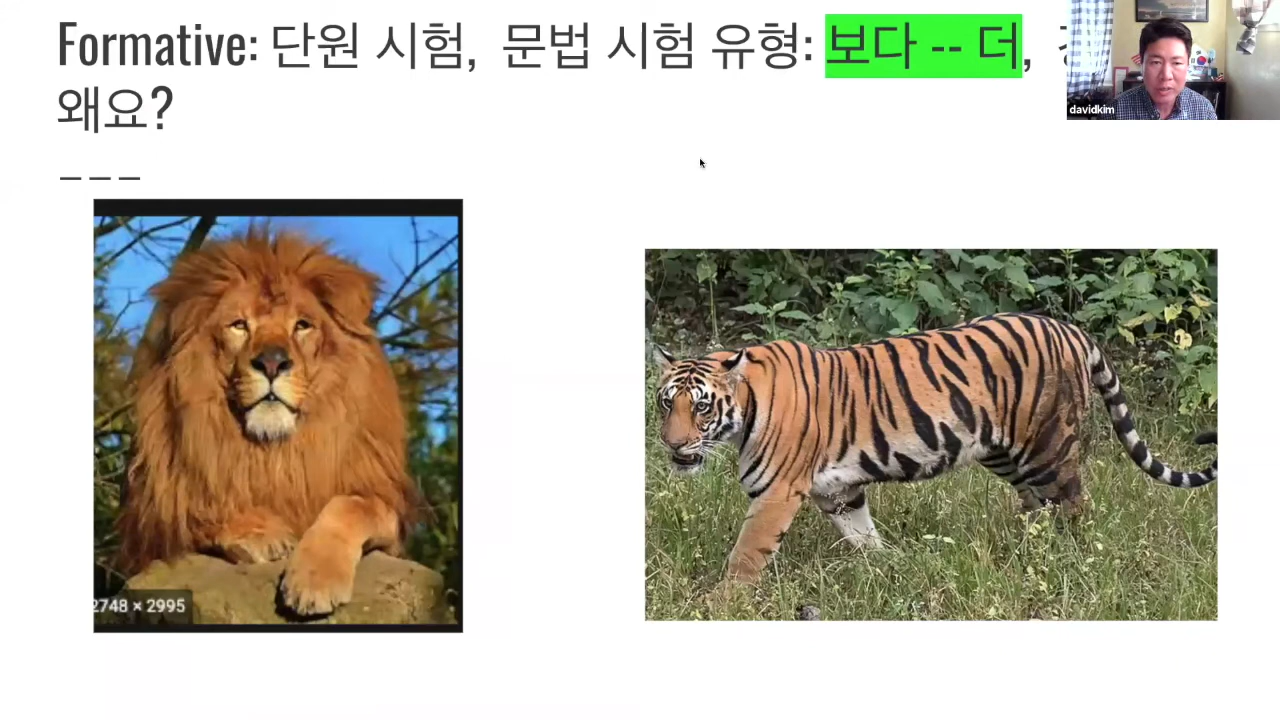 Formative: 단원 시험, 문법 시험 유형: 보다 -- 더,
왜요?
---
davidkim
2748 × 2995